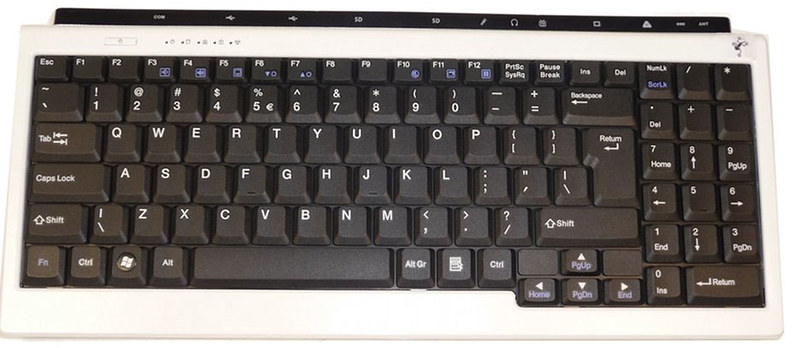 COM SD SD ANT
Esc F1 F2 F3 F4 F5 F6 F7 F8 F9 F10 F11 F12 PrtSc SysRq Pause Break Ins Del NumLk ScrLk / *
~ ` ! 1 @ 2 # 3 $ 4 % 5 € ^ 6 & 7 * 8 ( 9 ) 0 _ - + = Backspace . Del + -
Tab Q W E R T Y U I O P { [ } ] Return 7 Home 8 9 PgUp
Caps Lock A S D F G H J K L : ; " ' | \ 4 5 6
Shift | \ Z X C V B N M < , > . ? / Shift 1 End 2 3 PgDn
Fn Ctrl Alt Alt Gr Ctrl PgUp 0 Ins Return
Home PgDn End